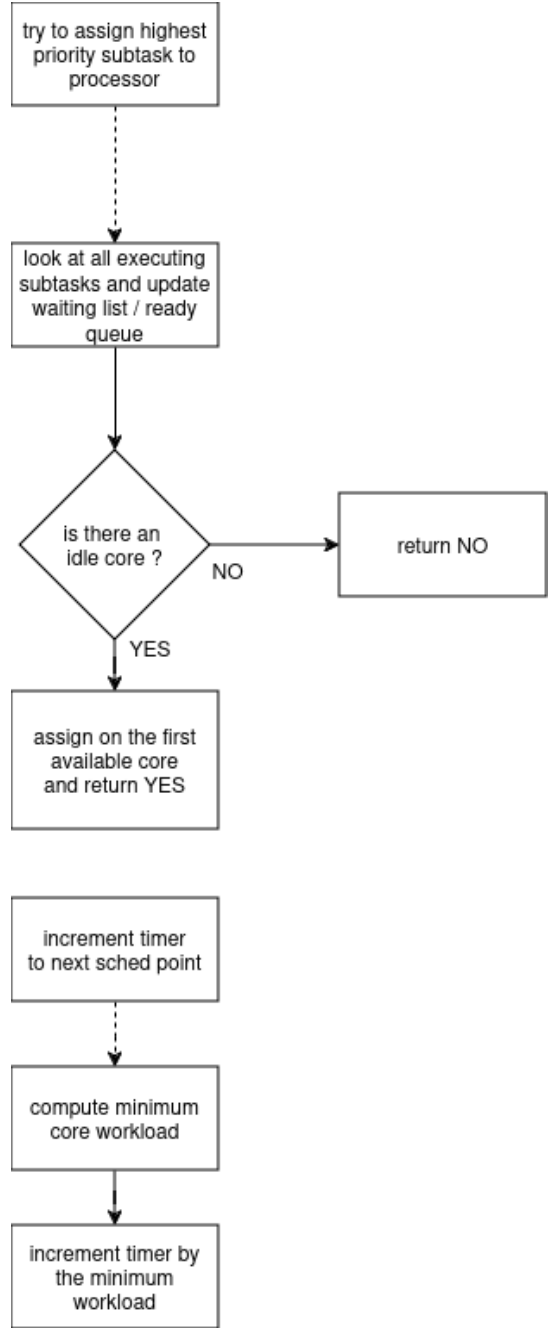 try to assign highest
priority subtask to
processor
look at all executing
subtasks and update
waiting list / ready
queue
is there an
idle core ?
NO
return NO
YES
assign on the first
available core
and return YES
increment timer
to next sched point
compute minimum
core workload
increment timer by
the minimum
workload